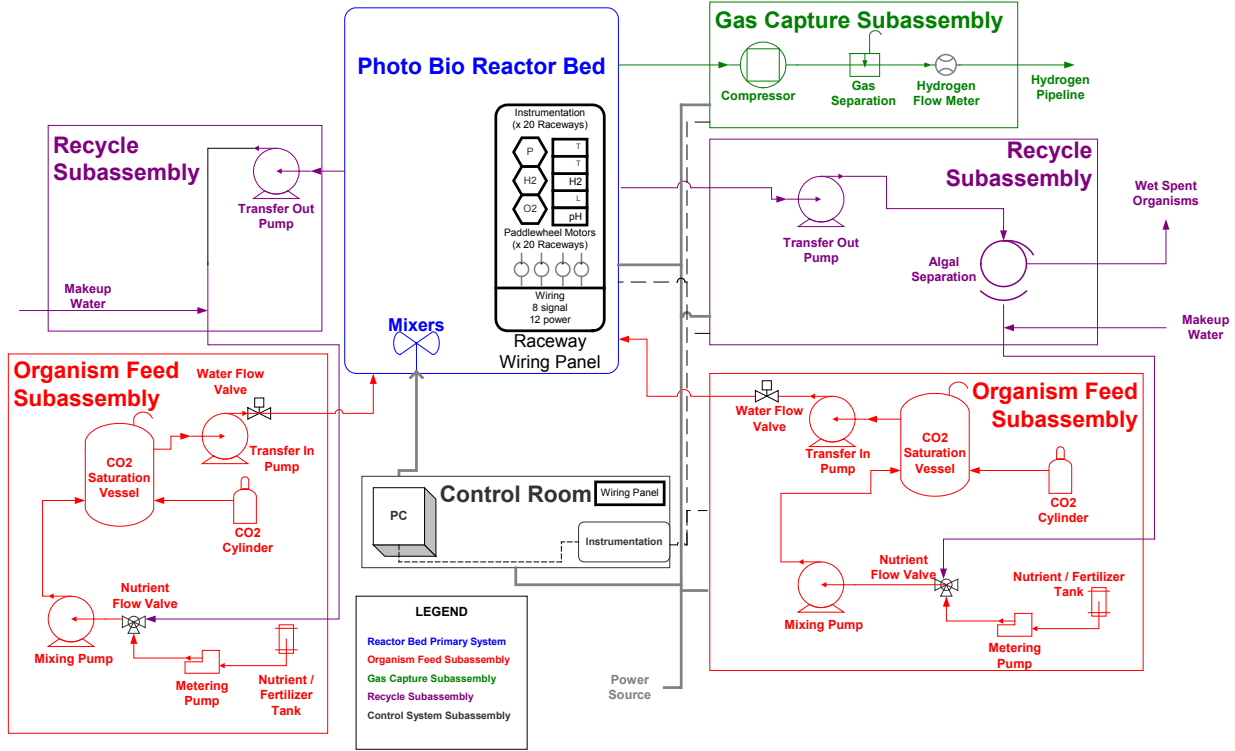 Photo Bio Reactor Bed
Instrumentation
(x 20 Raceways)
P
H2
O2
T
T
H2
L
pH
Paddlewheel Motors
(x 20 Raceways)
Wiring
8 signal
12 power
Raceway
Wiring Panel
Mixers
Gas Capture Subassembly
Compressor
Gas
Separation
Hydrogen
Flow Meter
Hydrogen
Pipeline
Recycle
Subassembly
Transfer Out
Pump
Makeup
Water
Recycle
Subassembly
Transfer Out
Pump
Algal
Separation
Wet Spent
Organisms
Makeup
Water
Organism Feed
Subassembly
Water Flow
Valve
CO2
Saturation
Vessel
Transfer In
Pump
CO2
Cylinder
Nutrient
Flow Valve
Mixing Pump
Metering
Pump
Nutrient /
Fertilizer
Tank
Organism Feed
Subassembly
Water Flow
Valve
Transfer In
Pump
CO2
Saturation
Vessel
CO2
Cylinder
Nutrient
Flow Valve
Nutrient / Fertilizer
Tank
Mixing Pump
Metering
Pump
Control Room
Wiring Panel
PC
Instrumentation
Power
Source
LEGEND
Reactor Bed Primary System
Organism Feed Subassembly
Gas Capture Subassembly
Recycle Subassembly
Control System Subassembly